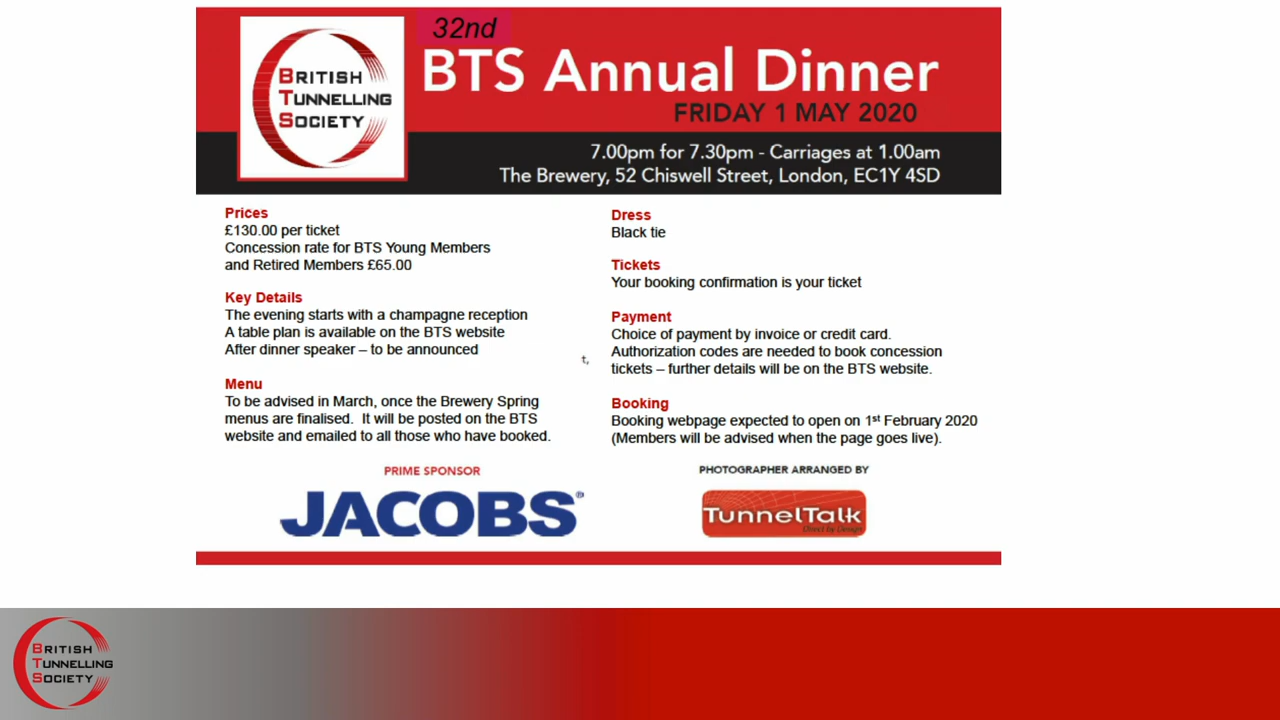 32nd
BTS Annual Dinner
FRIDAY 1 MAY 2020
BRITISH
TUNNELLING
SOCIETY
7.00pm for 7.30pm - Carriages at 1.00am
The Brewery, 52 Chiswell Street, London, EC1Y 4SD
Prices
£130.00 per ticket
Concession rate for BTS Young Members
and Retired Members £65.00
Key Details
The evening starts with a champagne reception
A table plan is available on the BTS website
After dinner speaker – to be announced
Menu
To be advised in March, once the Brewery Spring
menus are finalised. It will be posted on the BTS
website and emailed to all those who have booked.
Dress
Black tie
Tickets
Your booking confirmation is your ticket
Payment
Choice of payment by invoice or credit card.
Authorization codes are needed to book concession
tickets – further details will be on the BTS website.
Booking
Booking webpage expected to open on 1st February 2020
(Members will be advised when the page goes live).
t,
PRIME SPONSOR
JACOBS®
PHOTOGRAPHER ARRANGED BY
TunnelTalk
Direct by Design
BRITISH
TUNNELLING
SOCIETY